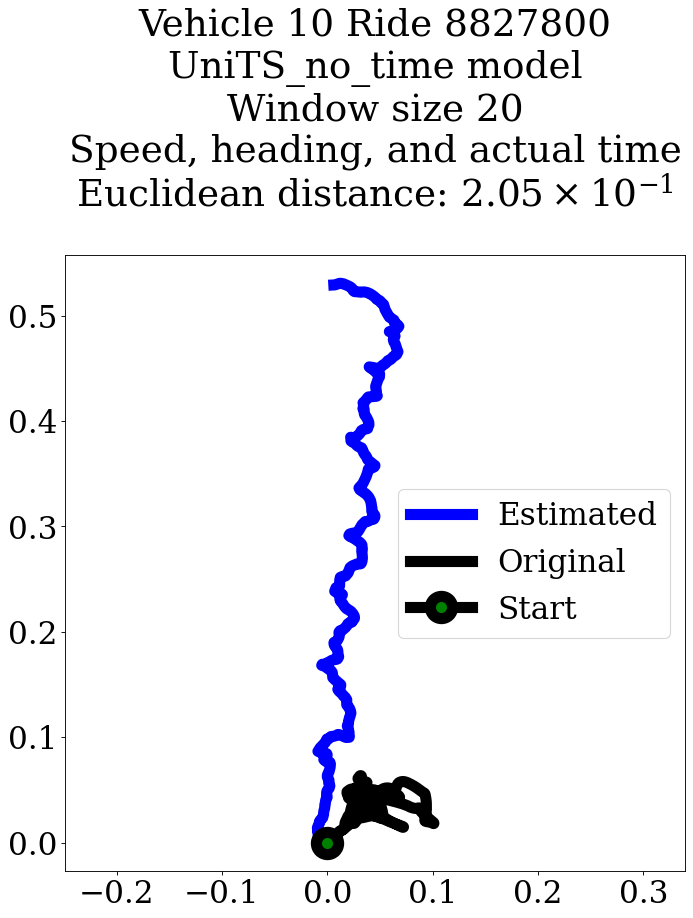 Vehicle 10 Ride 8827800
UniTS_no_time model
Window size 20
Speed, heading, and actual time
Euclidean distance: 2.05 × 10⁻¹
0.5
0.4
0.3
0.2
0.1
0.0
Estimated
Original
Start
−0.2 −0.1 0.0 0.1 0.2 0.3